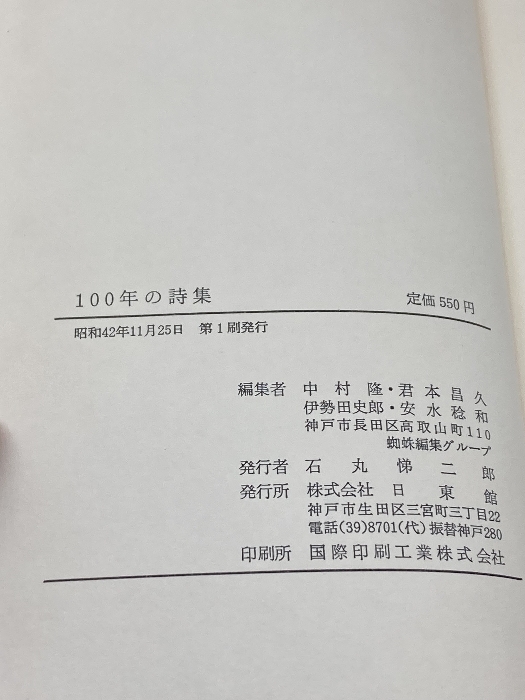 100年の詩集
定価 550円
昭和42年11月25日 第1刷発行
編集者 中村 隆・君本昌久
伊勢田史郎・安水稔和
神戸市長田区高取山町110
蜘蛛編集グループ
発行者 石丸悌二郎
発行所 株式会社 日東館
神戸市生田区三宮町三丁目22
電話(39)8701(代) 振替神戸280
印刷所 国際印刷工業株式会社